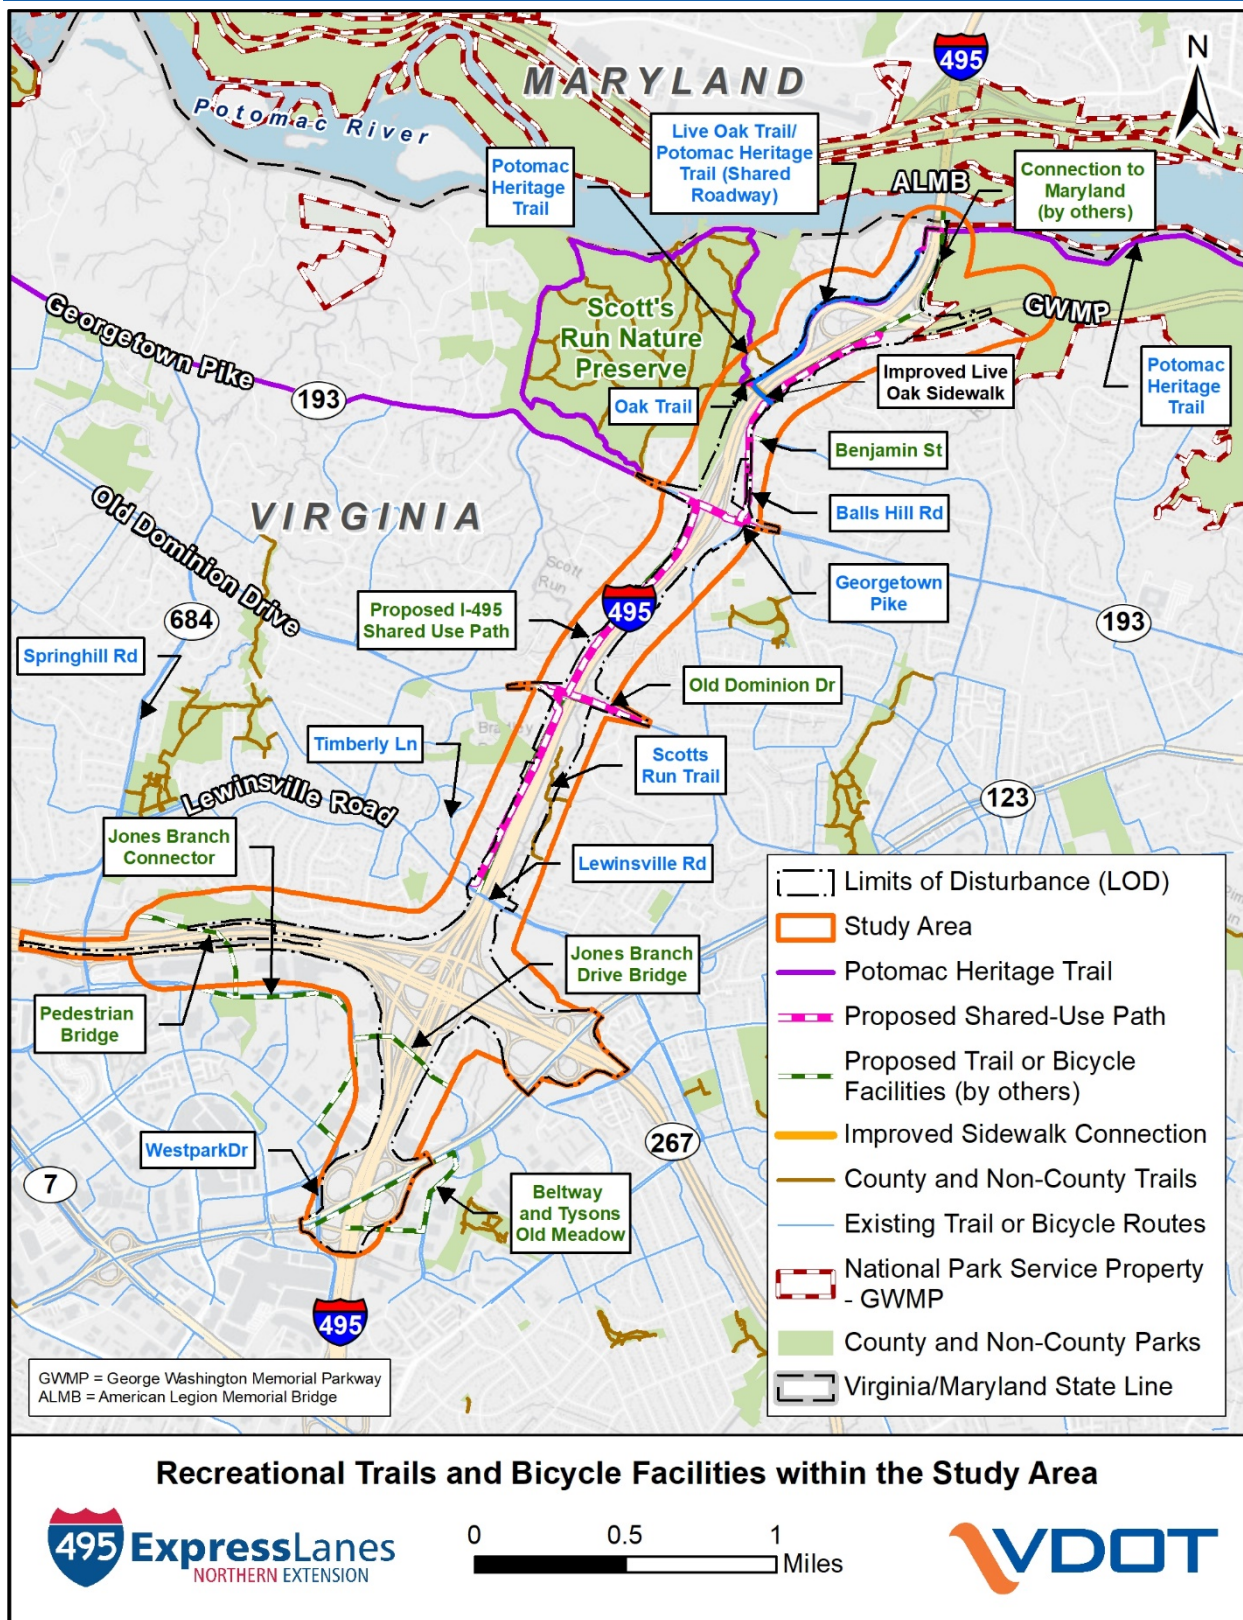 495
N
MARYLAND
Potomac River
Potomac
Heritage
Trail
Live Oak Trail/
Potomac Heritage
Trail (Shared
Roadway)
ALMB
Connection to
Maryland
(by others)
Georgetown Pike
193
Scott's
Run Nature
Preserve
GWMP
Potomac
Heritage
Trail
Improved Live
Oak Sidewalk
Oak Trail
Benjamin St
Old Dominion Drive
VIRGINIA
Balls Hill Rd
Scott
Run
Georgetown
Pike
Proposed I-495
Shared Use Path
495
684
193
Springhill Rd
Old Dominion Dr
Timberly Ln
Scotts
Run Trail
Lewinsville Road
123
Jones Branch
Connector
Lewinsville Rd
Jones Branch
Drive Bridge
Pedestrian
Bridge
WestparkDr
267
7
Beltway
and Tysons
Old Meadow
495
Limits of Disturbance (LOD)
Study Area
Potomac Heritage Trail
Proposed Shared-Use Path
Proposed Trail or Bicycle
Facilities (by others)
Improved Sidewalk Connection
County and Non-County Trails
Existing Trail or Bicycle Routes
National Park Service Property
- GWMP
County and Non-County Parks
Virginia/Maryland State Line
GWMP = George Washington Memorial Parkway
ALMB = American Legion Memorial Bridge
Recreational Trails and Bicycle Facilities within the Study Area
495 ExpressLanes
NORTHERN EXTENSION
0 0.5 1
Miles
VDOT